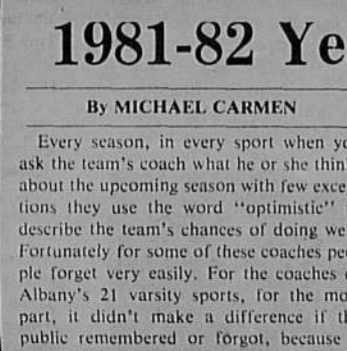 1981-82 Ye
By MICHAEL CARMEN
Every season, in every sport when yo
ask the team's coach what he or she thin
about the upcoming season with few exce
tions they use the word "optimistic"
describe the team's chances of doing we
Fortunately for some of these coaches peo
ple forget very easily. For the coaches o
Albany's 21 varsity sports, for the mo
part, it didn't make a difference if th
public remembered or forgot, because